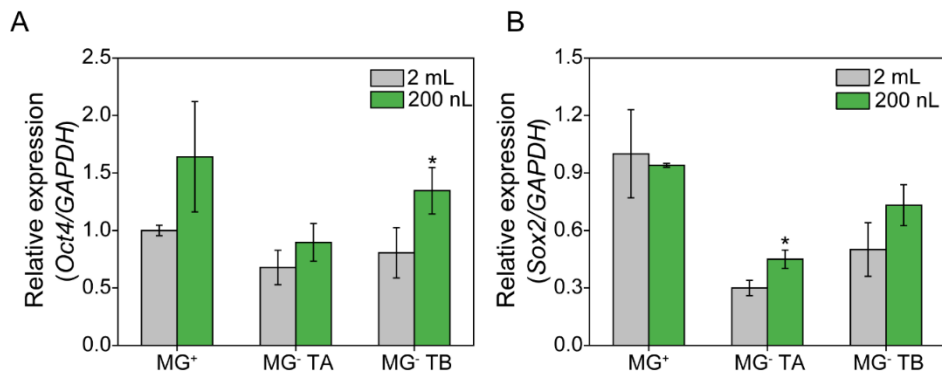 A
Relative expression
(Oct4/GAPDH)
2.5
2.0
1.5
1.0
0.5
0.0
2 mL
200 nL
*
MG⁺
MG⁻ TA
MG⁻ TB
B
Relative expression
(Sox2/GAPDH)
1.5
1.2
0.9
0.6
0.3
0.0
2 mL
200 nL
*
MG⁺
MG⁻ TA
MG⁻ TB